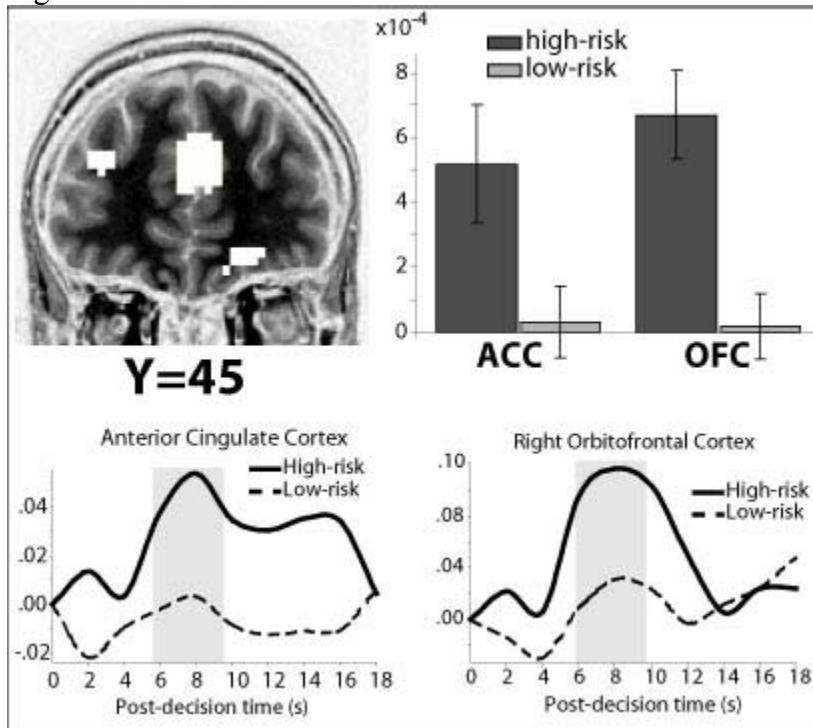 x10-4
high-risk
low-risk
8
6
4
2
0
ACC
OFC
Y=45
Anterior Cingulate Cortex
High-risk
Low-risk
.04
.02
.00
-.02
0 2 4 6 8 10 12 14 16 18
Post-decision time (s)
Right Orbitofrontal Cortex
High-risk
Low-risk
.10
.08
.04
.00
0 2 4 6 8 10 12 14 16 18
Post-decision time (s)